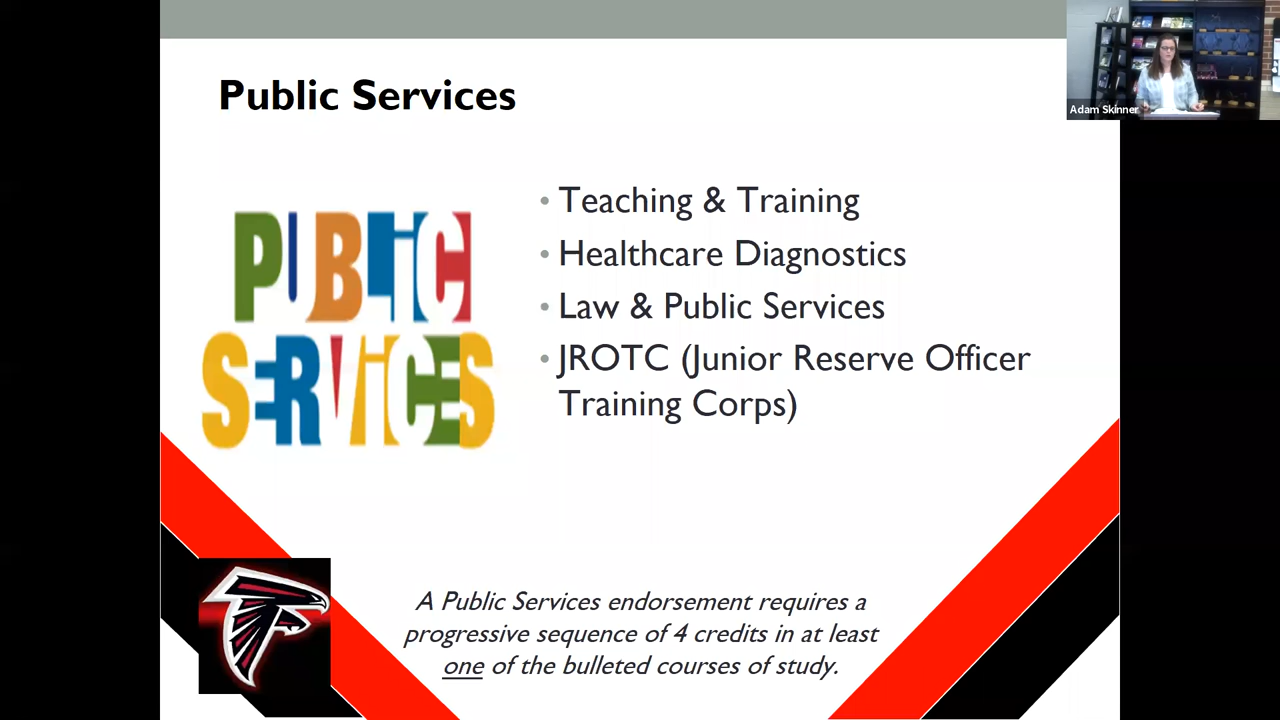 Public Services
Adam Skinner
PUBLiC
SERViCES
• Teaching & Training
• Healthcare Diagnostics
• Law & Public Services
• JROTC (Junior Reserve Officer
Training Corps)
A Public Services endorsement requires a
progressive sequence of 4 credits in at least
one of the bulleted courses of study.